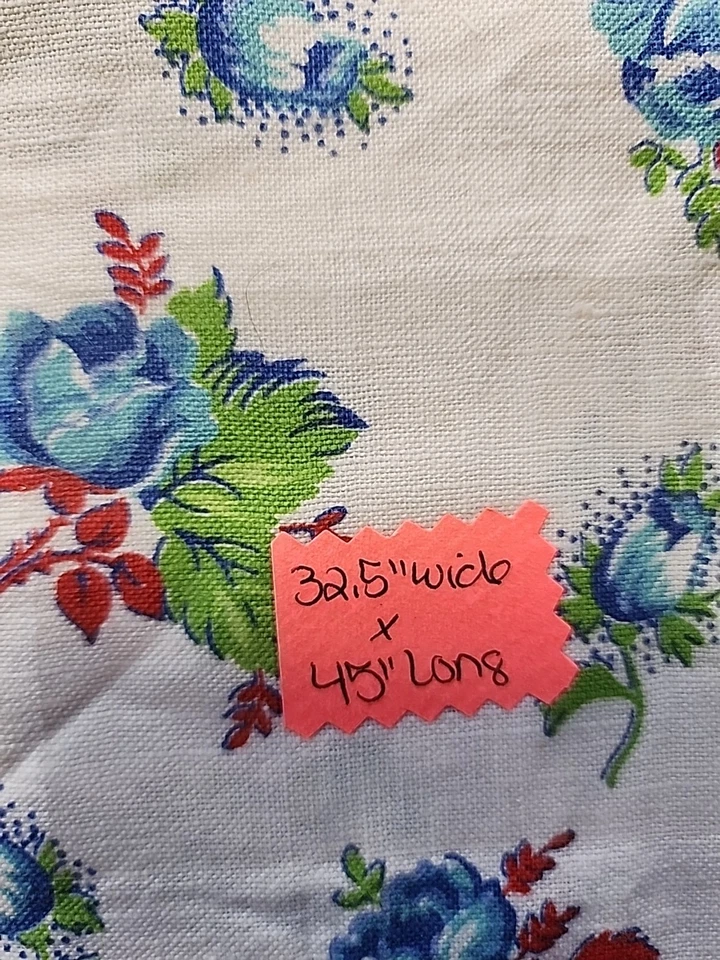 32.5" wide
x
45" Long